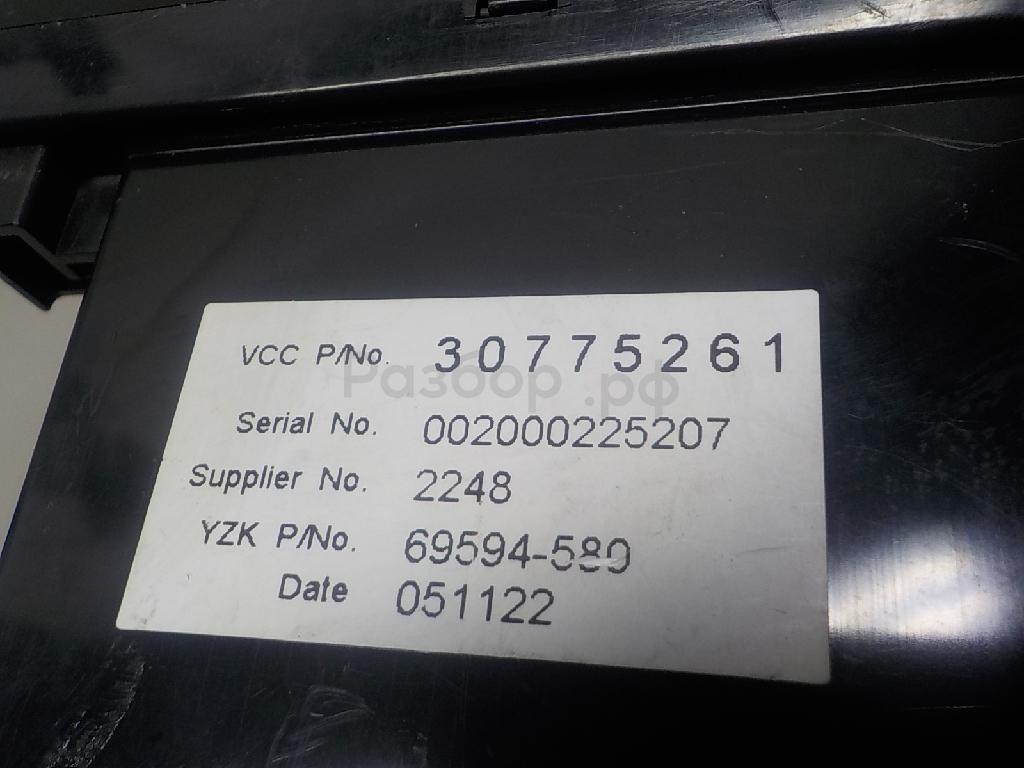 VCC P/No. 30775261
Разбор.рф
Serial No. 002000225207
Supplier No. 2248
YZK P/No. 69594-580
Date 051122